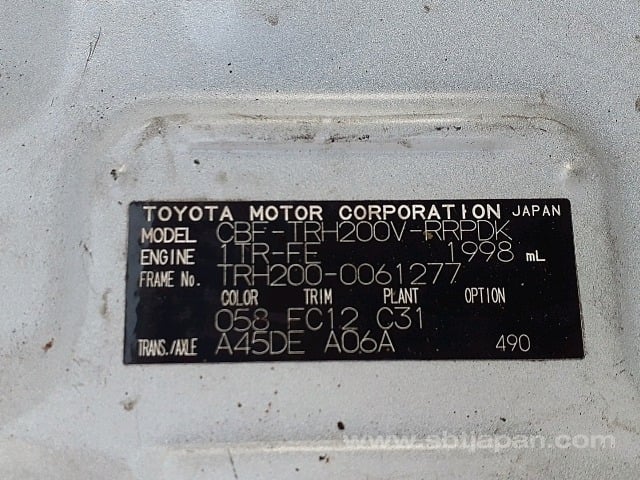 TOYOTA MOTOR CORPORATION JAPAN
MODEL CBF-TRH200V-RRPDK
ENGINE 1TR-FE 1998 mL
FRAME No. TRH200-0061277
COLOR TRIM PLANT OPTION
058 FC12 C31
TRANS./AXLE A45DE A06A 490
www.sbtjapan.com